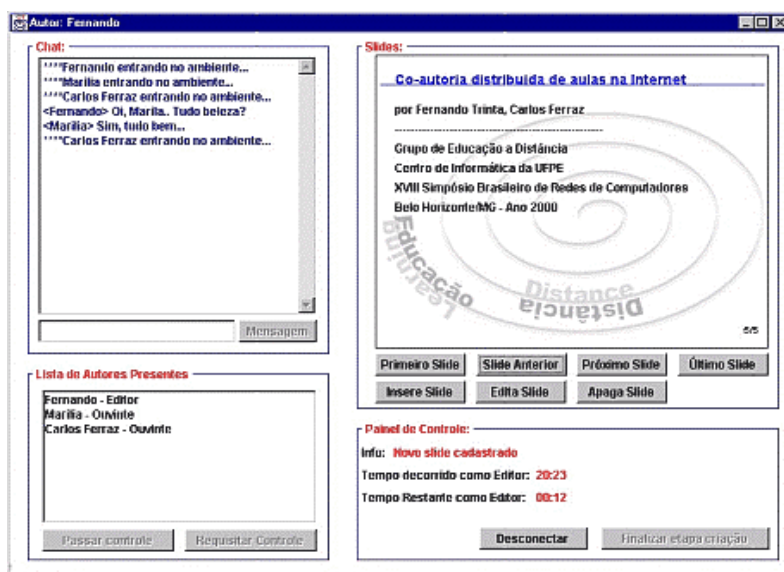 Autor: Fernando
Chat:
****Fernando entrando no ambiente...
****Marilia entrando no ambiente...
****Carlos Ferraz entrando no ambiente...
<Fernando> Oi, Marila.. Tudo beleza?
<Marilia> Sim, tudo bem...
****Carlos Ferraz entrando no ambiente...
Mensagem
Lista de Autores Presentes
Fernando - Editor
Marilia - Ouvinte
Carlos Ferraz - Ouvinte
Passar controle
Requisitar Controle
Slides:
Co-autoria distribuida de aulas na Internet
por Fernando Trinta, Carlos Ferraz
Grupo de Educação a Distância
Centro de Informática da UFPE
XVIII Simpósio Brasileiro de Redes de Computadores
Belo Horizonte/MG - Ano 2000
Educação
Learning
Distance
Distância
5/5
Primeiro Slide
Slide Anterior
Próximo Slide
Último Slide
Insere Slide
Edita Slide
Apaga Slide
Painel de Controle:
Info: Novo slide cadastrado
Tempo decorrido como Editor: 20:23
Tempo Restante como Editor: 00:12
Desconectar
Finalizar etapa criação